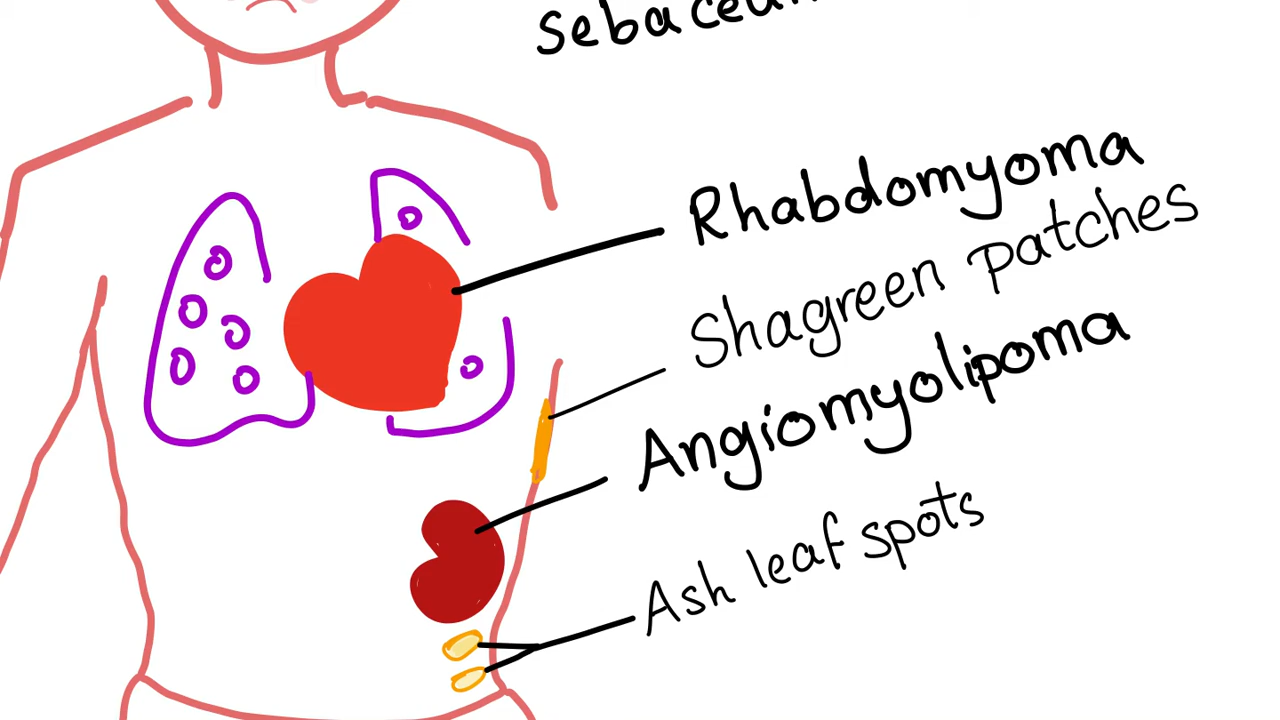 Rhabdomyoma
Shagreen patches
Angiomyolipoma
Ash leaf spots